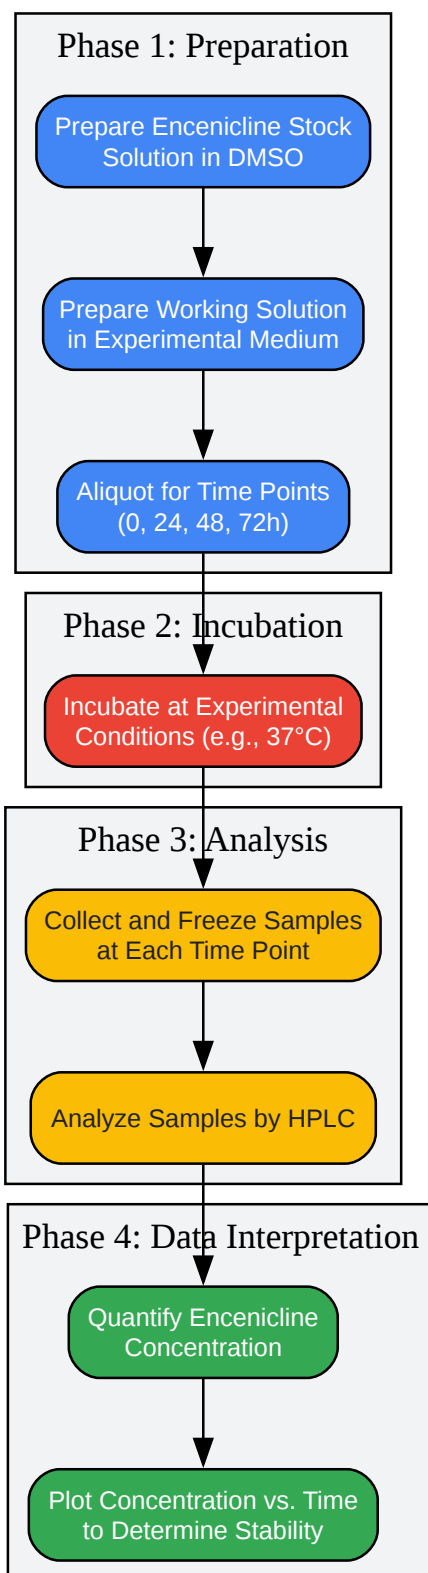 Phase 1: Preparation
Prepare Encenicline Stock
Solution in DMSO
Prepare Working Solution
in Experimental Medium
Aliquot for Time Points
(0, 24, 48, 72h)
Phase 2: Incubation
Incubate at Experimental
Conditions (e.g., 37°C)
Phase 3: Analysis
Collect and Freeze Samples
at Each Time Point
Analyze Samples by HPLC
Phase 4: Data Interpretation
Quantify Encenicline
Concentration
Plot Concentration vs. Time
to Determine Stability